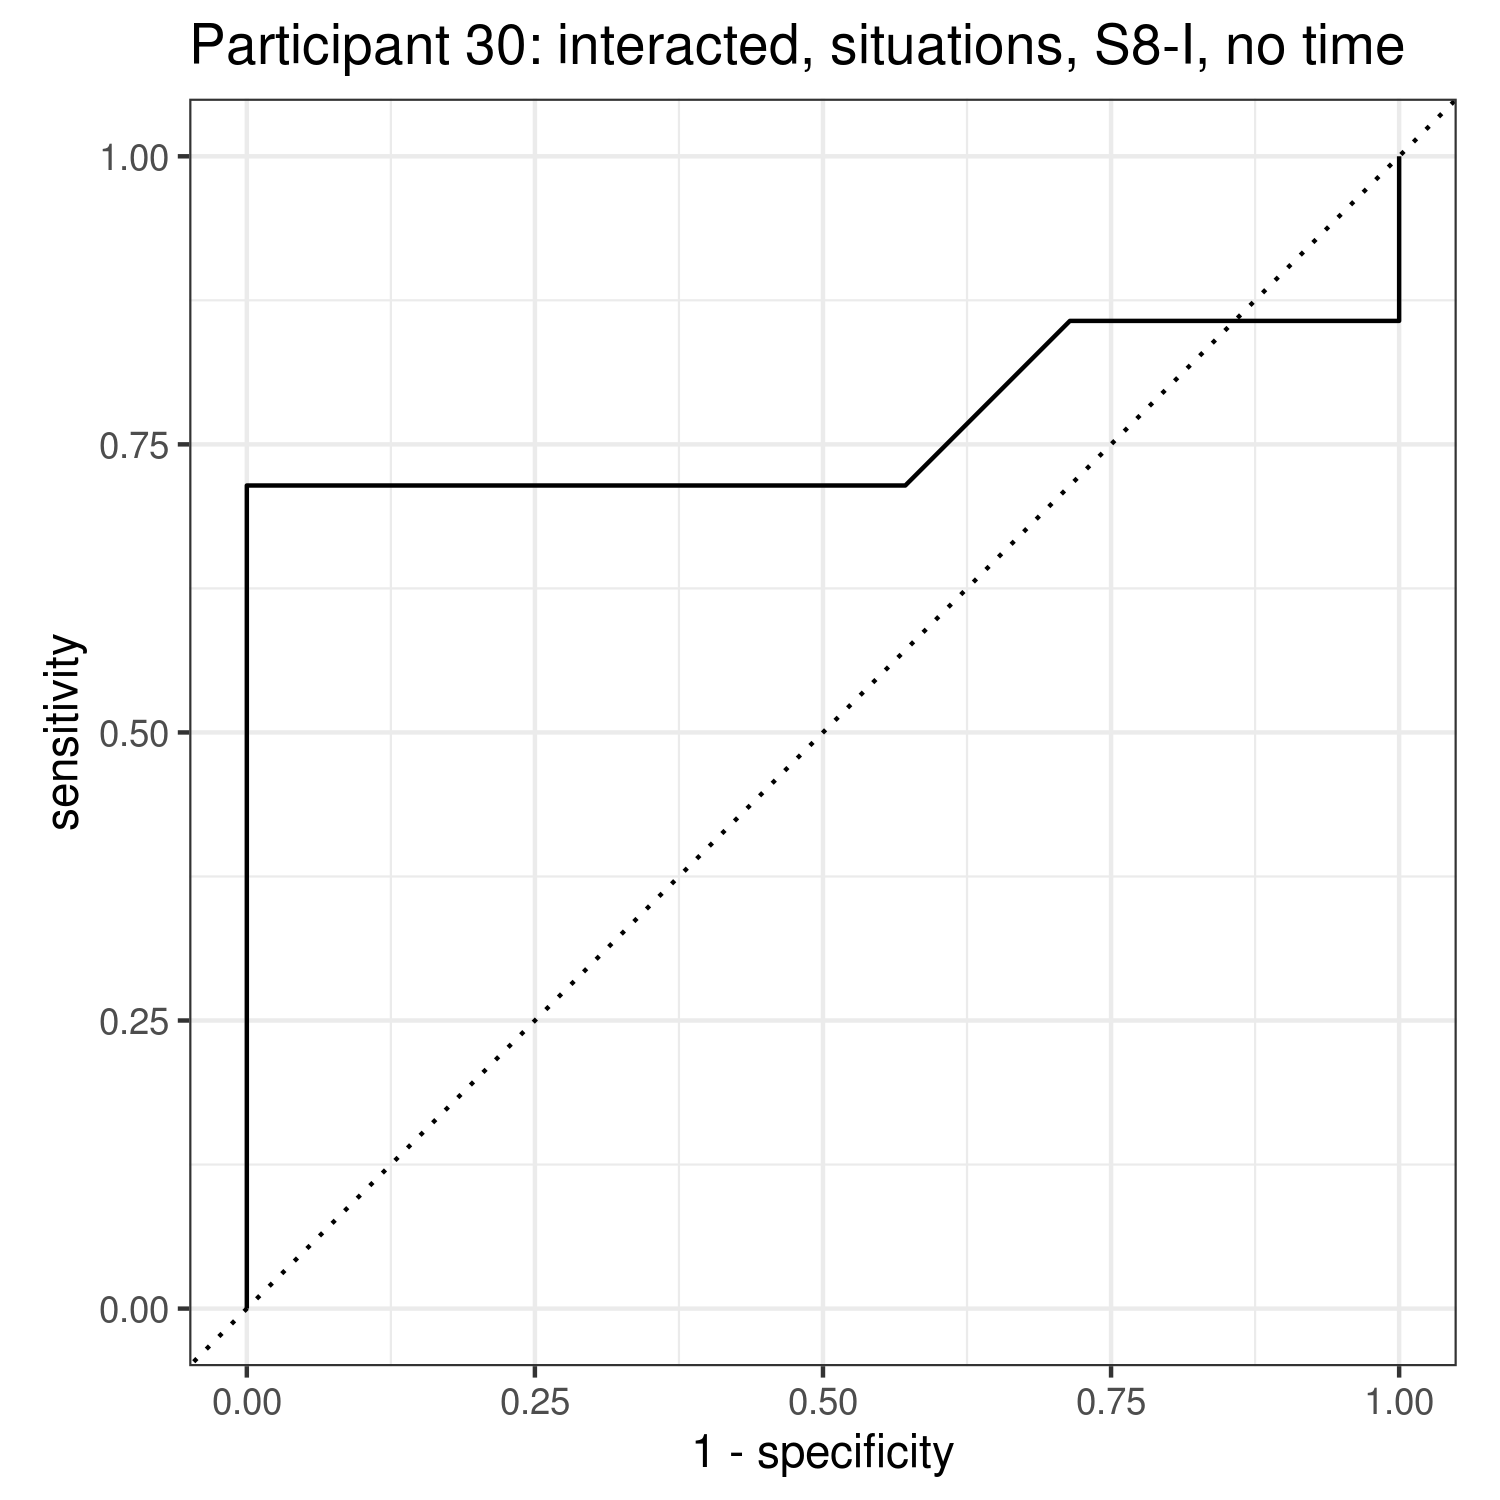 Participant 30: interacted, situations, S8-I, no time
1.00
0.75
0.50
0.25
0.00
sensitivity
0.00 0.25 0.50 0.75 1.00
1 - specificity